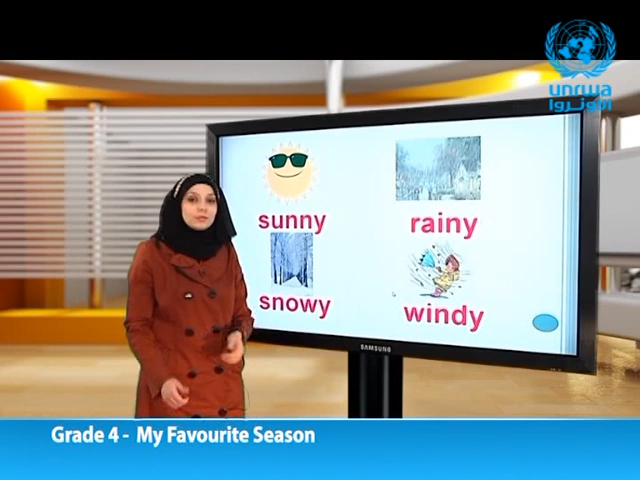 unrwa
الأونروا
sunny
rainy
snowy
windy
SAMSUNG
Grade 4 - My Favourite Season